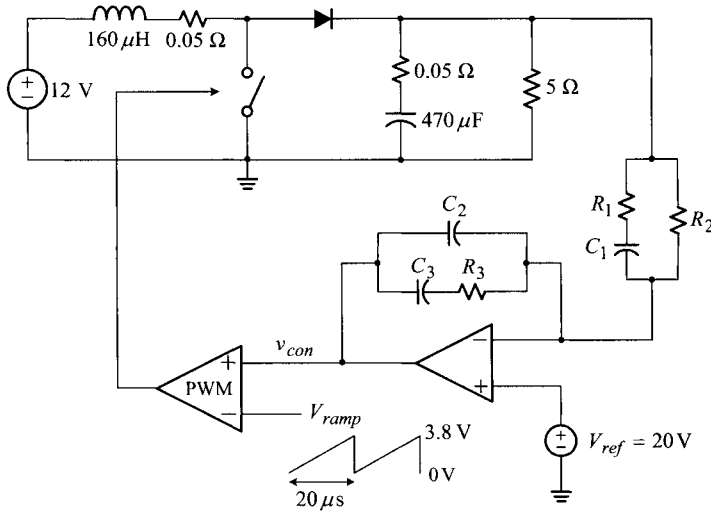 160 μH
0.05 Ω
12 V
0.05 Ω
470 μF
5 Ω
C2
C3
R3
R1
C1
R2
vcon
+
PWM
−
Vramp
3.8 V
0 V
20 μs
−
+
Vref = 20 V